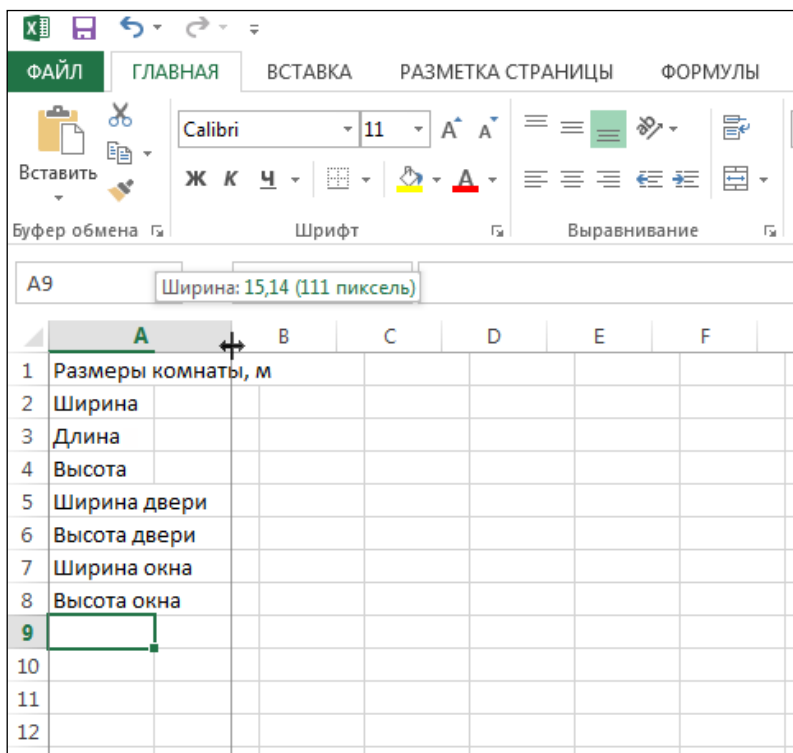 ФАЙЛ ГЛАВНАЯ ВСТАВКА РАЗМЕТКА СТРАНИЦЫ ФОРМУЛЫ
Calibri 11 A A
Вставить
Ж К Ч А
Буфер обмена Шрифт Выравнивание
A9
Ширина: 15,14 (111 пиксель)
A B C D E F
1 Размеры комнаты, м
2 Ширина
3 Длина
4 Высота
5 Ширина двери
6 Высота двери
7 Ширина окна
8 Высота окна
9
10
11
12